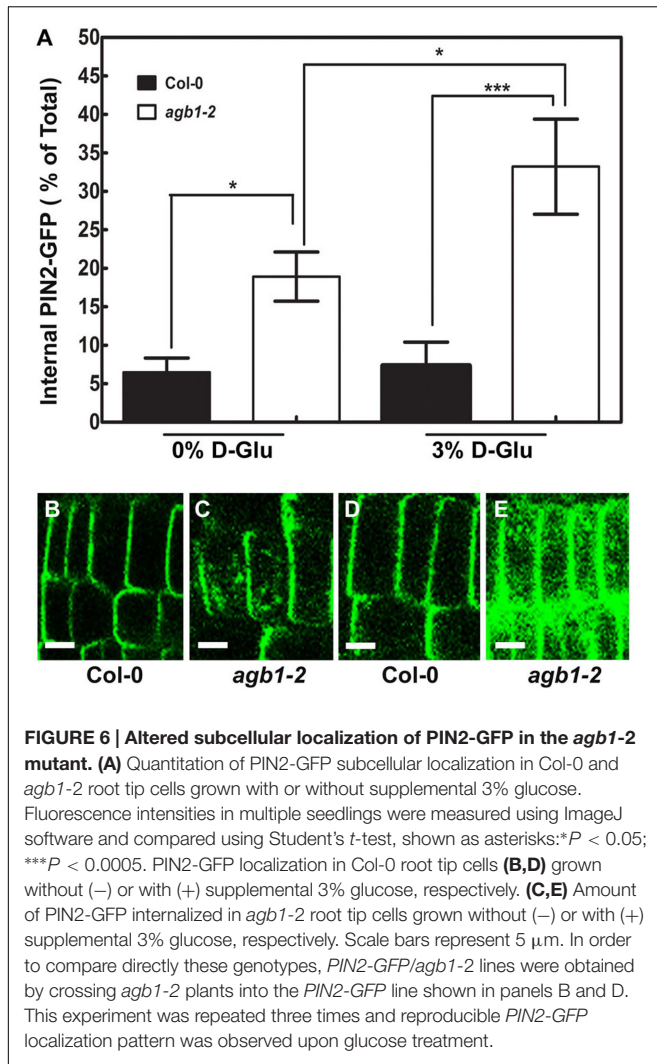 A
50
45
40
35
30
25
20
15
10
5
0
Internal PIN2-GFP ( % of Total)
Col-0
agb1-2
*
*
***
0% D-Glu
3% D-Glu
B
C
D
E
Col-0
agb1-2
Col-0
agb1-2
FIGURE 6 | Altered subcellular localization of PIN2-GFP in the agb1-2
mutant. (A) Quantitation of PIN2-GFP subcellular localization in Col-0 and
agb1-2 root tip cells grown with or without supplemental 3% glucose.
Fluorescence intensities in multiple seedlings were measured using ImageJ
software and compared using Student's t-test, shown as asterisks:*P < 0.05;
***P < 0.0005. PIN2-GFP localization in Col-0 root tip cells (B,D) grown
without (−) or with (+) supplemental 3% glucose, respectively. (C,E) Amount
of PIN2-GFP internalized in agb1-2 root tip cells grown without (−) or with (+)
supplemental 3% glucose, respectively. Scale bars represent 5 μm. In order
to compare directly these genotypes, PIN2-GFP/agb1-2 lines were obtained
by crossing agb1-2 plants into the PIN2-GFP line shown in panels B and D.
This experiment was repeated three times and reproducible PIN2-GFP
localization pattern was observed upon glucose treatment.